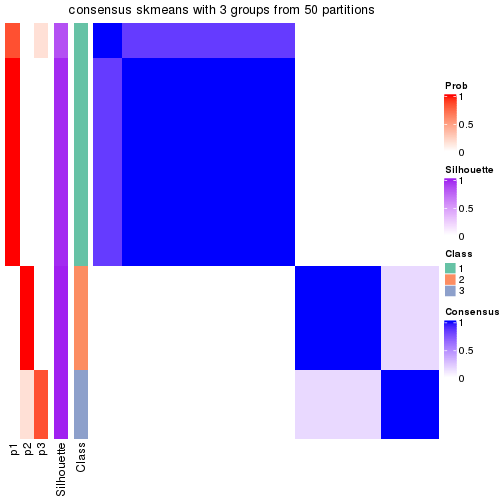 consensus skmeans with 3 groups from 50 partitions
Prob
1
0.5
0
Silhouette
1
0.5
0
Class
1
2
3
Consensus
1
0.5
0
p1
p2
p3
Silhouette
Class